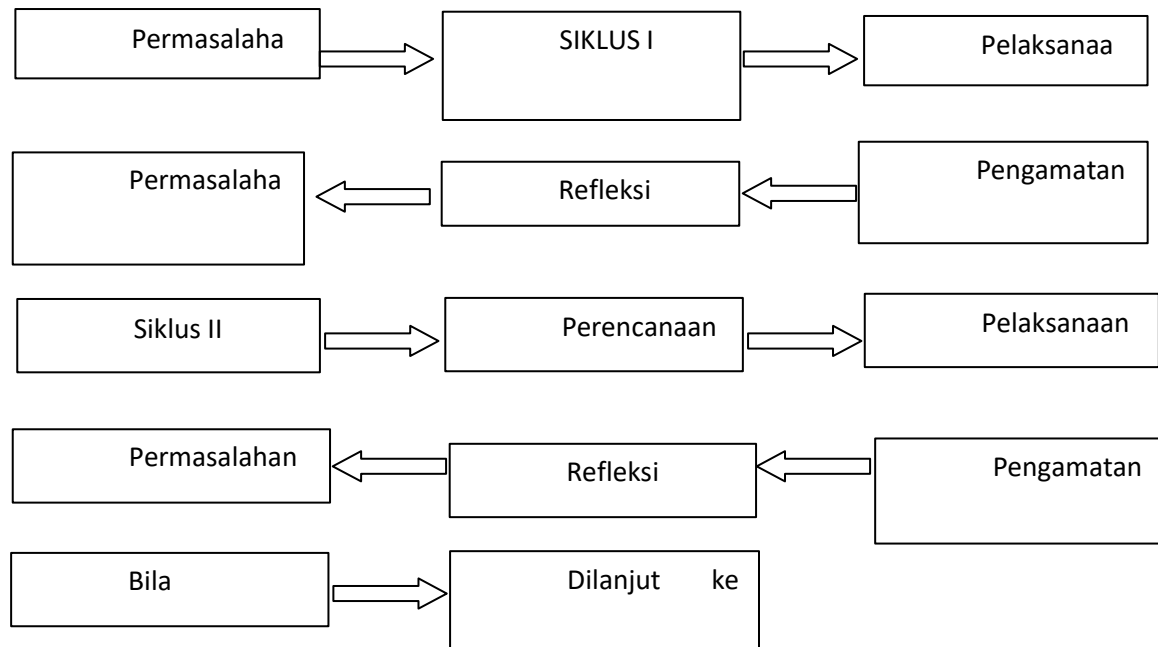 Permasalaha
SIKLUS I
Pelaksanaa
Permasalaha
Refleksi
Pengamatan
Siklus II
Perencanaan
Pelaksanaan
Permasalahan
Refleksi
Pengamatan
Bila
Dilanjut ke